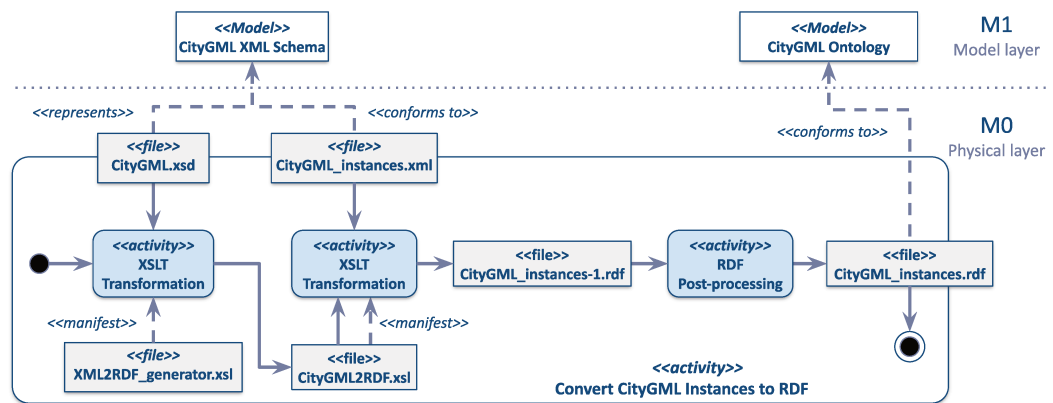 <<Model>>
CityGML XML Schema
<<Model>>
CityGML Ontology
M1
Model layer
<<represents>>
<<conforms to>>
<<conforms to>>
M0
Physical layer
<<file>>
CityGML.xsd
<<file>>
CityGML_instances.xml
<<activity>>
XSLT
Transformation
<<activity>>
XSLT
Transformation
<<file>>
CityGML_instances-1.rdf
<<activity>>
RDF
Post-processing
<<file>>
CityGML_instances.rdf
<<manifest>>
<<manifest>>
<<file>>
XML2RDF_generator.xsl
<<file>>
CityGML2RDF.xsl
<<activity>>
Convert CityGML Instances to RDF